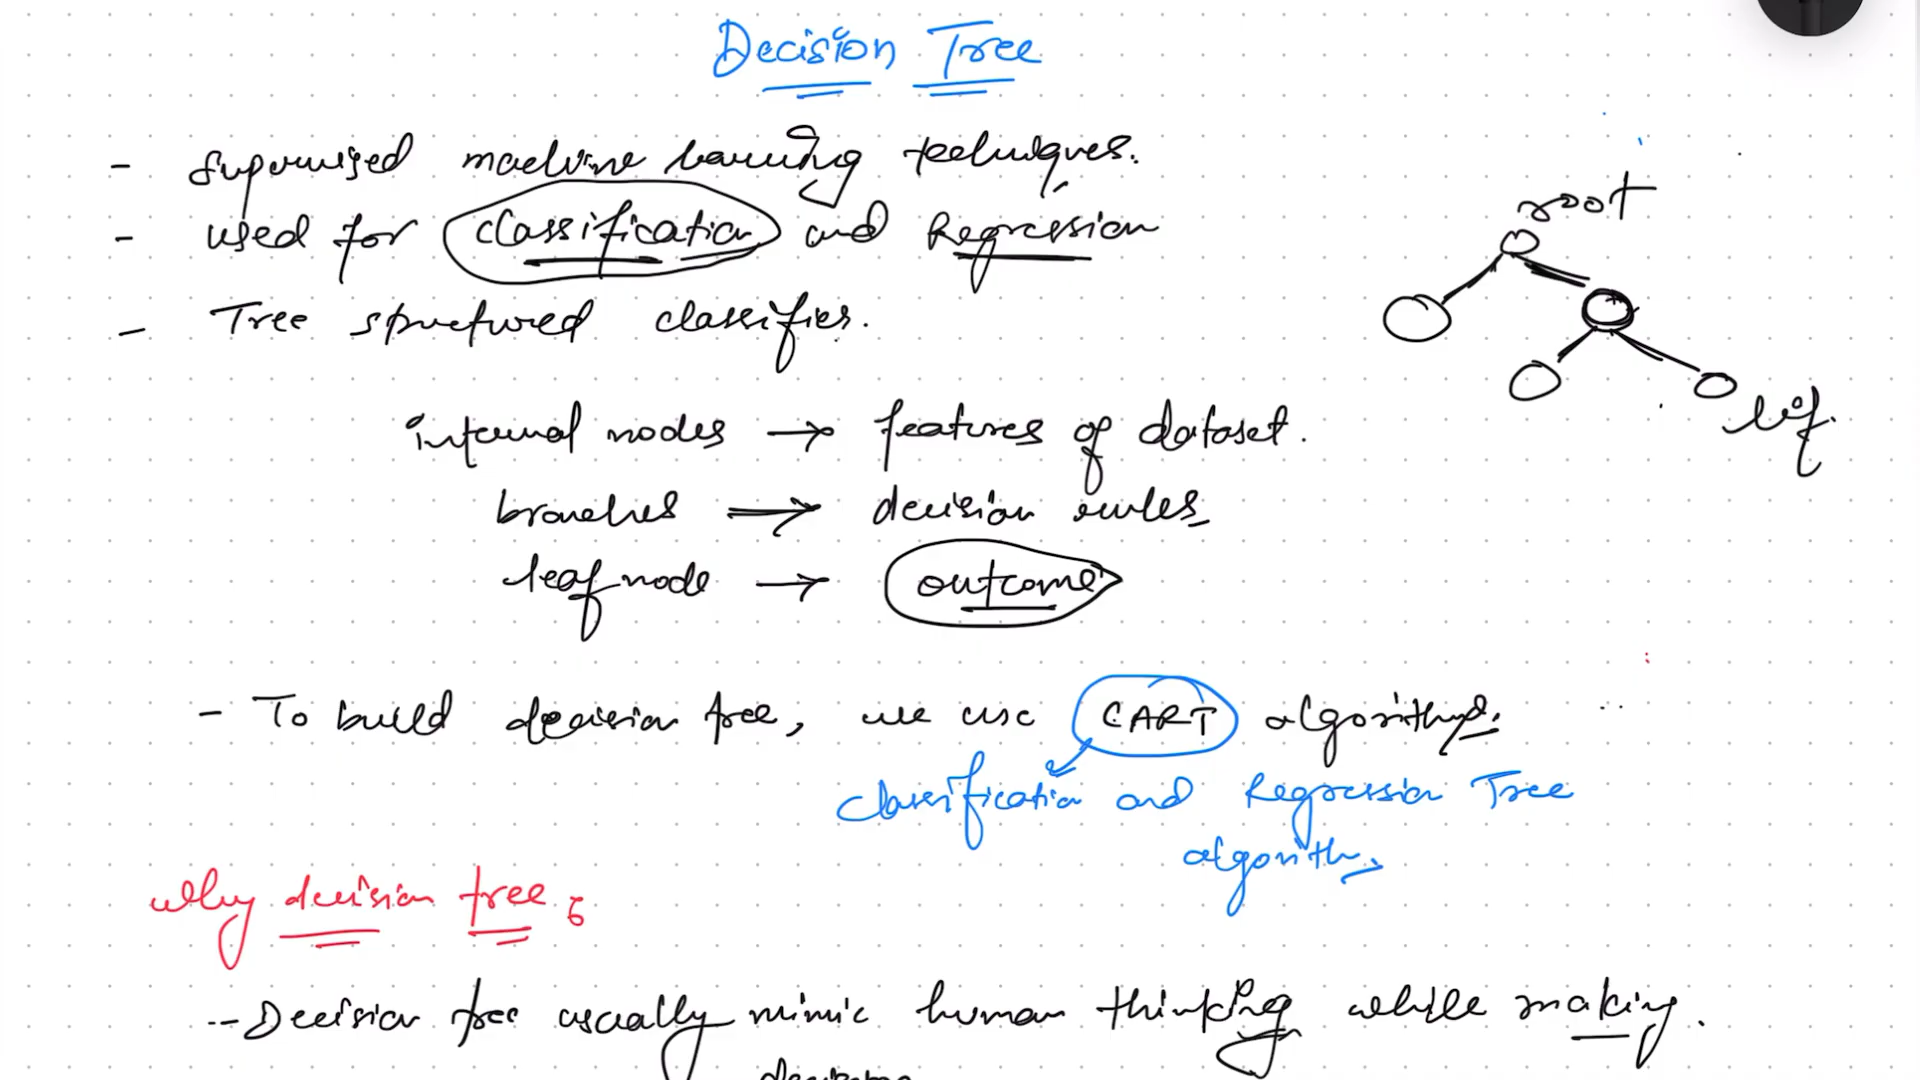 Decision Tree
- Supervised machine learning techniques.
- used for classification and Regression
root
- Tree structured classifier.
internal nodes → features of dataset.
branches → decision rules
leaf node → outcome
- To build decision tree, we use CART algorithm.
Classification and Regression Tree
algorith.
Why decision tree
-- Decision tree usually mimic human thinking while making.